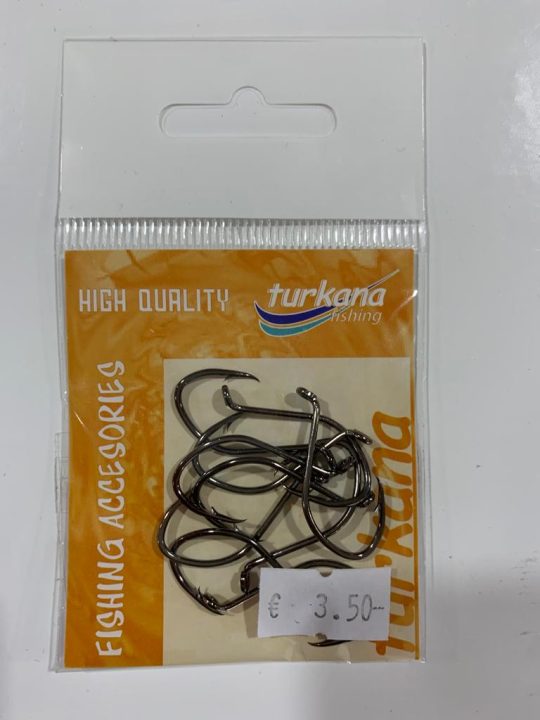 HIGH QUALITY
turkana
fishing
FISHING ACCESORIES
turkana
€ 3.50